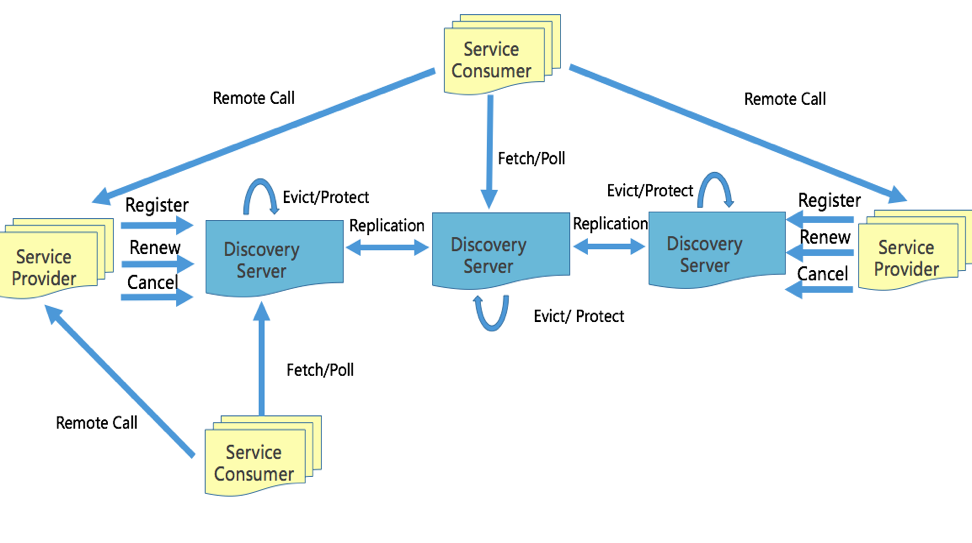 Service
Consumer
Remote Call
Remote Call
Fetch/Poll
Evict/Protect
Evict/Protect
Register
Renew
Cancel
Service
Provider
Discovery
Server
Replication
Discovery
Server
Replication
Discovery
Server
Register
Renew
Cancel
Service
Provider
Evict/ Protect
Fetch/Poll
Remote Call
Service
Consumer